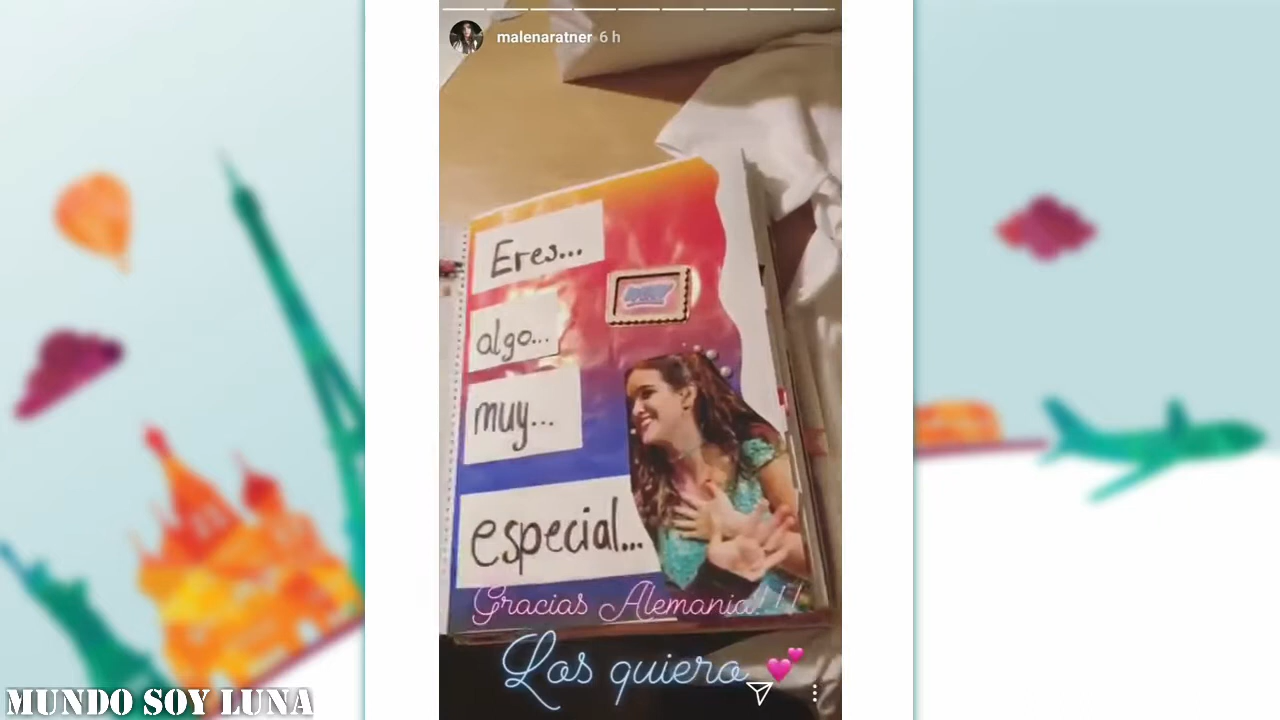 malenaratner 6 h
Eres...
algo...
muy...
especial...
Gracias Alemania!!!
Los quiero
MUNDO SOY LUNA